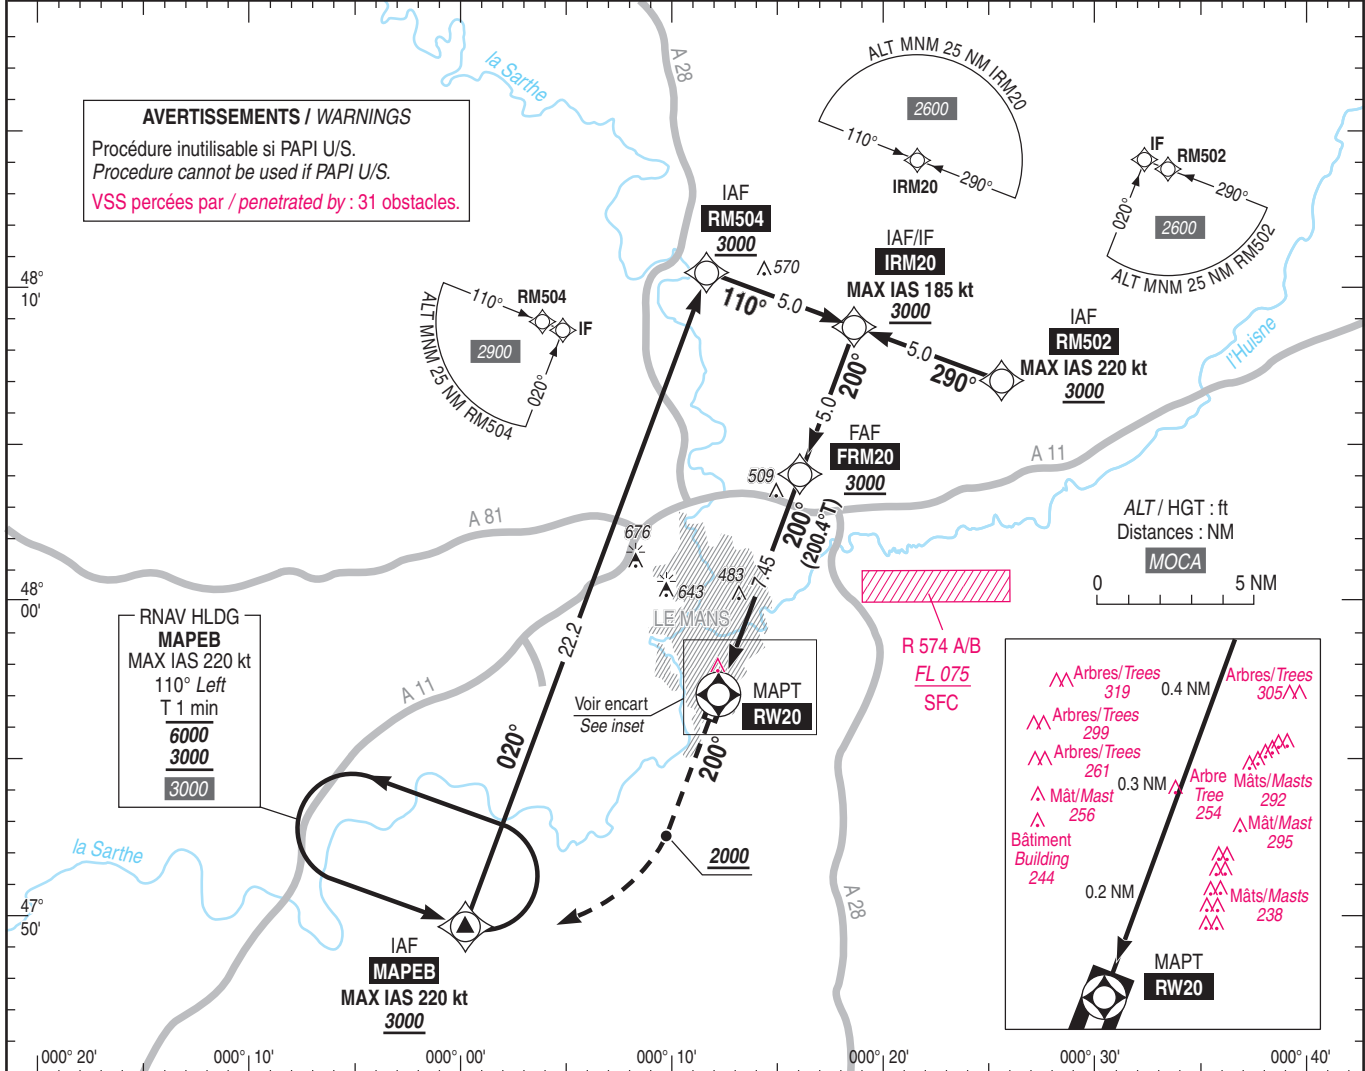 AVERTISSEMENTS / WARNINGS
Procédure inutilisable si PAPI U/S.
Procedure cannot be used if PAPI U/S.
VSS percées par / penetrated by : 31 obstacles.
la Sarthe
A 28
ALT MNM 25 NM IRM20
2600
110°
290°
IRM20
IF
RM502
290°
020°
2600
ALT MNM 25 NM RM502
IAF
RM504
3000
570
110°
5.0
IAF/IF
IRM20
MAX IAS 185 kt
3000
IAF
RM502
MAX IAS 220 kt
3000
5.0
290°
l'Huisne
48°
10'
110°
RM504
IF
2900
020°
ALT MNM 25 NM RM504
200°
5.0
FAF
FRM20
3000
509
A 11
A 81
200°
(200.4°T)
7.45
ALT / HGT : ft
Distances : NM
MOCA
0
5 NM
676
643
483
LE MANS
48°
00'
R 574 A/B
FL 075
SFC
RNAV HLDG
MAPEB
MAX IAS 220 kt
110° Left
T 1 min
6000
3000
3000
A 11
22.2
020°
Voir encart
See inset
MAPT
RW20
200°
2000
la Sarthe
A 28
47°
50'
IAF
MAPEB
MAX IAS 220 kt
3000
Arbres/Trees
319
0.4 NM
Arbres/Trees
305
Arbres/Trees
299
Arbres/Trees
261
0.3 NM
Arbre
Tree
254
Mâts/Masts
292
Mât/Mast
256
Mât/Mast
295
Bâtiment
Building
244
0.2 NM
Mâts/Masts
238
MAPT
RW20
000° 20'
000° 10'
000° 00'
000° 10'
000° 20'
000° 30'
000° 40'